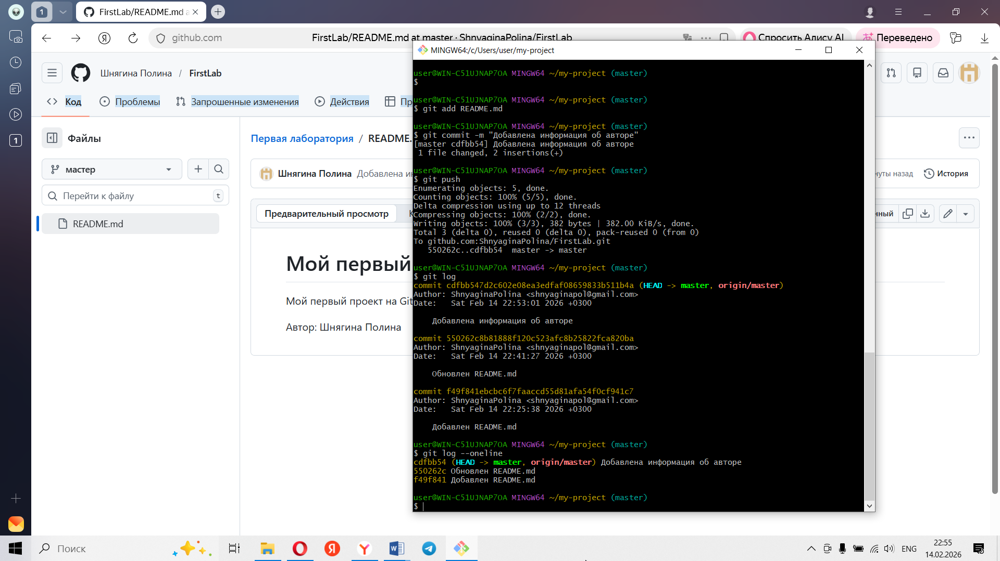 1
FirstLab/README.md а
github.com
FirstLab/README.md at master · ShnyaginaPolina/FirstLab
Спросить Алису AI
Переведено
Шнягина Полина / FirstLab
Код
Проблемы
Запрошенные изменения
Действия
Пр
1
Файлы
мастер
Перейти к файлу
t
README.md
Первая лаборатория / README.
Шнягина Полина Добавлена ин
нуты назад
История
Предварительный просмотр
К
нный
Мой первый
Мой первый проект на Git
Автор: Шнягина Полина
MINGW64:/c/Users/user/my-project
user@WIN-C51UJNAP7OA MINGW64 ~/my-project (master)
$
user@WIN-C51UJNAP7OA MINGW64 ~/my-project (master)
$ git add README.md
user@WIN-C51UJNAP7OA MINGW64 ~/my-project (master)
$ git commit -m "Добавлена информация об авторе"
[master cdfbb54] Добавлена информация об авторе
1 file changed, 2 insertions(+)
user@WIN-C51UJNAP7OA MINGW64 ~/my-project (master)
$ git push
Enumerating objects: 5, done.
Counting objects: 100% (5/5), done.
Delta compression using up to 12 threads
Compressing objects: 100% (2/2), done.
Writing objects: 100% (3/3), 382 bytes | 382.00 KiB/s, done.
Total 3 (delta 0), reused 0 (delta 0), pack-reused 0 (from 0)
To github.com:ShnyaginaPolina/FirstLab.git
550262c..cdfbb54  master -> master
user@WIN-C51UJNAP7OA MINGW64 ~/my-project (master)
$ git log
commit cdfbb547d2c602e08ea3edfaf08659833b511b4a (HEAD -> master, origin/master)
Author: ShnyaginaPolina <shnyaginapol@gmail.com>
Date:   Sat Feb 14 22:53:01 2026 +0300
Добавлена информация об авторе
commit 550262c8b81888f120c523afc8b25822fca820ba
Author: ShnyaginaPolina <shnyaginapol@gmail.com>
Date:   Sat Feb 14 22:41:27 2026 +0300
Обновлен README.md
commit f49f841ebcbc6f7faaccd55d81afa54f0cf941c7
Author: ShnyaginaPolina <shnyaginapol@gmail.com>
Date:   Sat Feb 14 22:25:38 2026 +0300
Добавлен README.md
user@WIN-C51UJNAP7OA MINGW64 ~/my-project (master)
$ git log --oneline
cdfbb54 (HEAD -> master, origin/master) Добавлена информация об авторе
550262c Обновлен README.md
f49f841 Добавлен README.md
user@WIN-C51UJNAP7OA MINGW64 ~/my-project (master)
$
Поиск
ENG
22:55
14.02.2026